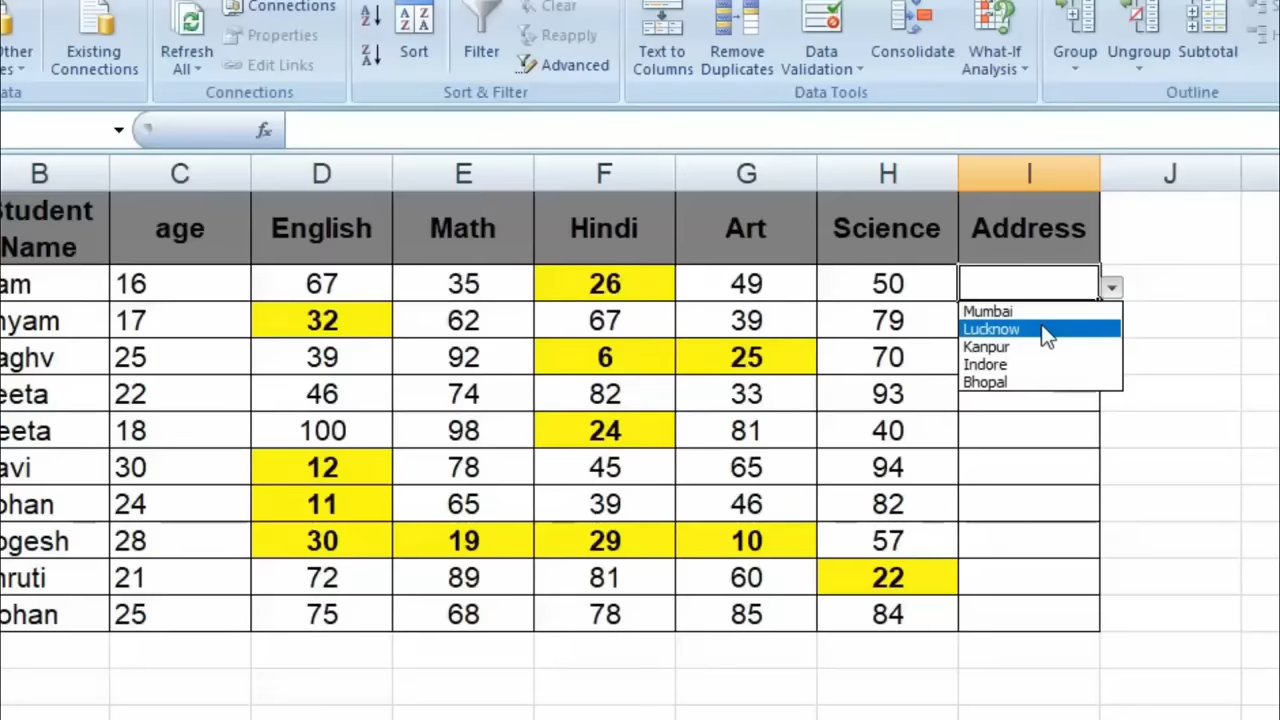 Connections
Clear
Properties
Reapply
Edit Links
Advanced
Existing
Connections
Refresh
All
Sort
Filter
Text to
Columns
Remove
Duplicates
Data
Validation
Consolidate
What-If
Analysis
Group
Ungroup
Subtotal
Connections
Sort & Filter
Data Tools
Outline
fx
B C D E F G H I J
Student Name age English Math Hindi Art Science Address
am 16 67 35 26 49 50
hyam 17 32 62 67 39 79
aghv 25 39 92 6 25 70
eeta 22 46 74 82 33 93
eeta 18 100 98 24 81 40
avi 30 12 78 45 65 94
ohan 24 11 65 39 46 82
ogesh 28 30 19 29 10 57
hruti 21 72 89 81 60 22
ohan 25 75 68 78 85 84
Mumbai
Lucknow
Kanpur
Indore
Bhopal